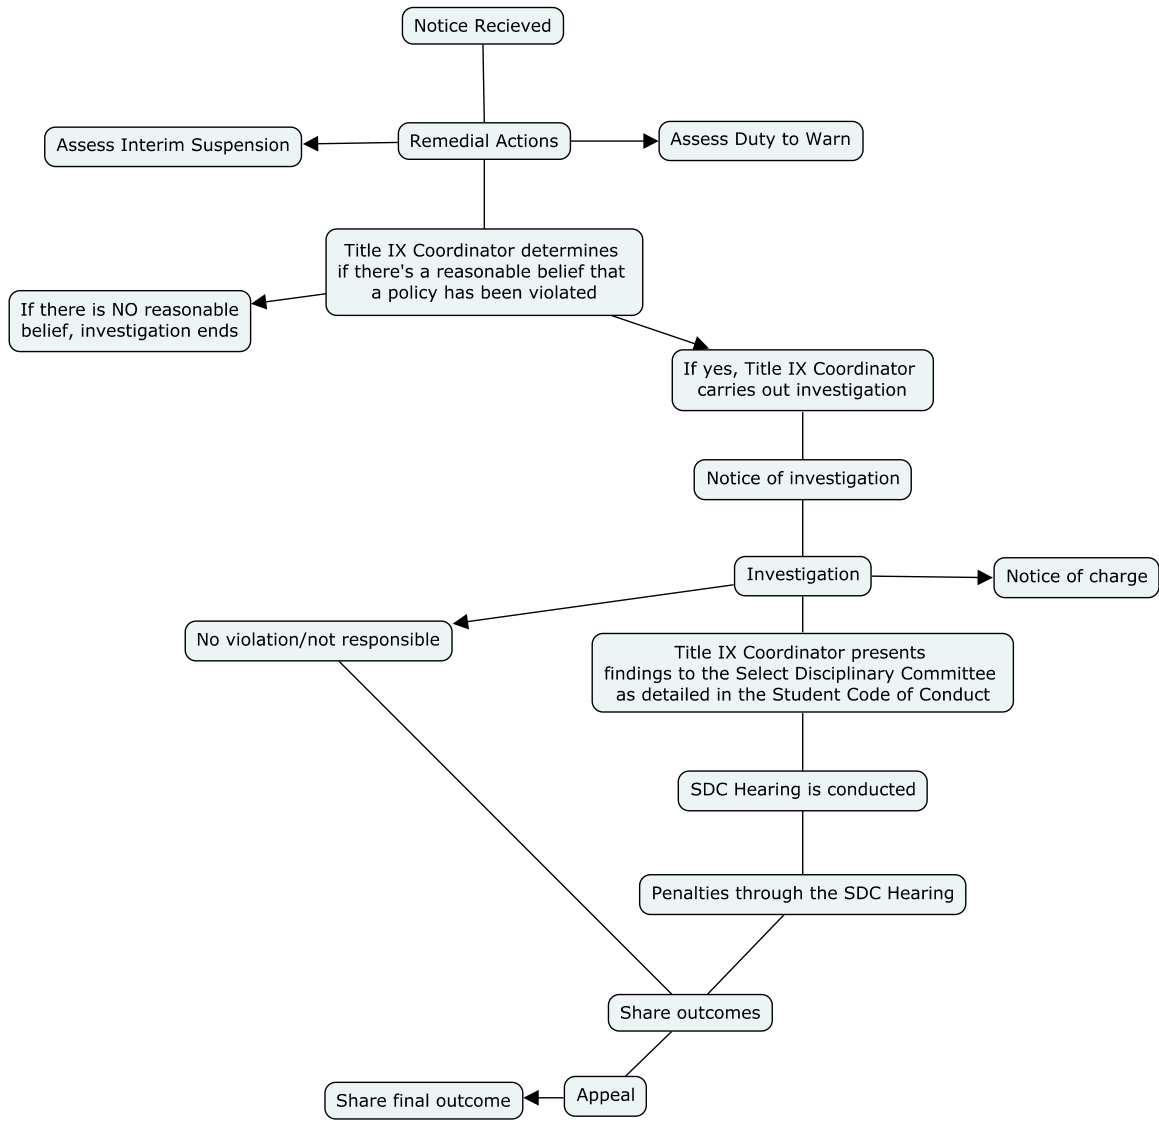 Notice Recieved
Assess Interim Suspension
Remedial Actions
Assess Duty to Warn
Title IX Coordinator determines
if there's a reasonable belief that
a policy has been violated
If there is NO reasonable
belief, investigation ends
If yes, Title IX Coordinator
carries out investigation
Notice of investigation
Investigation
Notice of charge
No violation/not responsible
Title IX Coordinator presents
findings to the Select Disciplinary Committee
as detailed in the Student Code of Conduct
SDC Hearing is conducted
Penalties through the SDC Hearing
Share outcomes
Share final outcome
Appeal